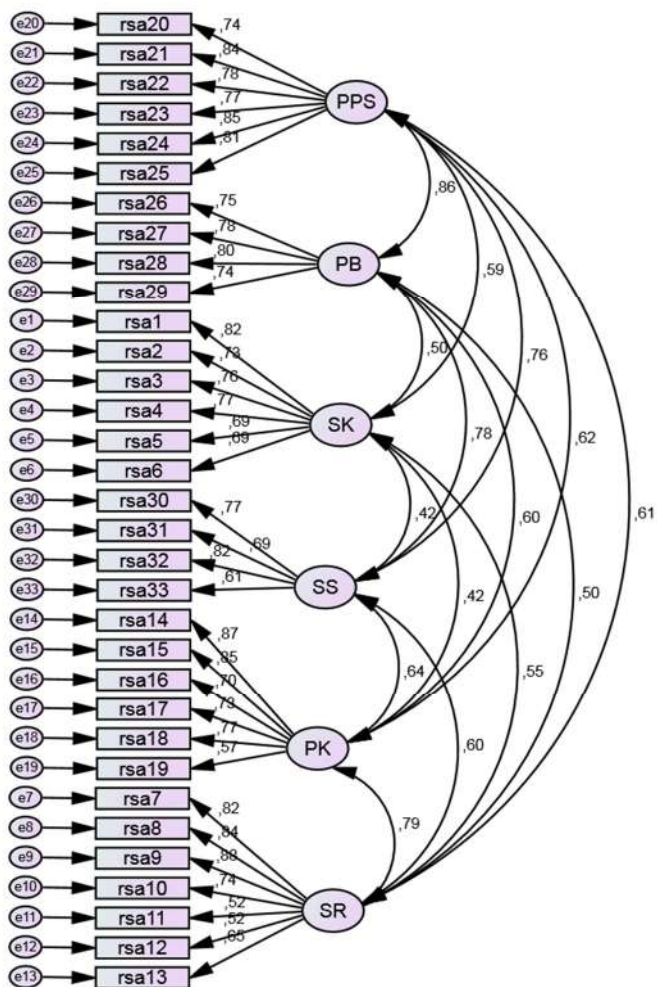 e20 rsa20 ,74
e21 rsa21 ,84
e22 rsa22 ,78
e23 rsa23 ,77
e24 rsa24 ,85
e25 rsa25 ,81
PPS
e26 rsa26 ,75
e27 rsa27 ,78
e28 rsa28 ,80
e29 rsa29 ,74
PB
e1 rsa1 ,82
e2 rsa2 ,73
e3 rsa3 ,76
e4 rsa4 ,77
e5 rsa5 ,69
e6 rsa6 ,69
SK
e30 rsa30 ,77
e31 rsa31 ,69
e32 rsa32 ,82
e33 rsa33 ,61
SS
e14 rsa14 ,87
e15 rsa15 ,85
e16 rsa16 ,70
e17 rsa17 ,73
e18 rsa18 ,77
e19 rsa19 ,57
PK
e7 rsa7 ,82
e8 rsa8 ,84
e9 rsa9
e10 rsa10 ,74
e11 rsa11 ,52
e12 rsa12 ,52
e13 rsa13 ,65
SR
,86
,59
,50
,76
,78
,62
,42
,60
,61
,42
,50
,64
,55
,60
,79